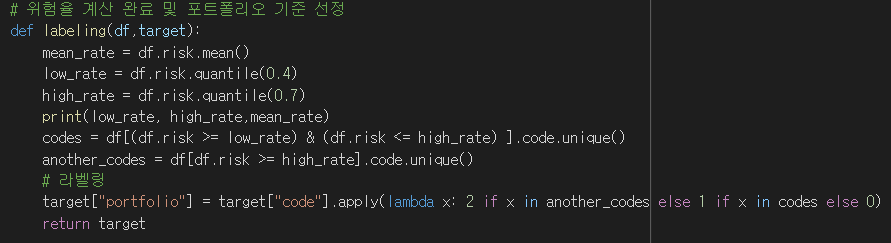 # 위험율 계산 완료 및 포트폴리오 기준 선정
def labeling(df,target):
    mean_rate = df.risk.mean()
    low_rate = df.risk.quantile(0.4)
    high_rate = df.risk.quantile(0.7)
    print(low_rate, high_rate,mean_rate)
    codes = df[(df.risk >= low_rate) & (df.risk <= high_rate) ].code.unique()
    another_codes = df[df.risk >= high_rate].code.unique()
    # 라벨링
    target["portfolio"] = target["code"].apply(lambda x: 2 if x in another_codes else 1 if x in codes else 0)
    return target